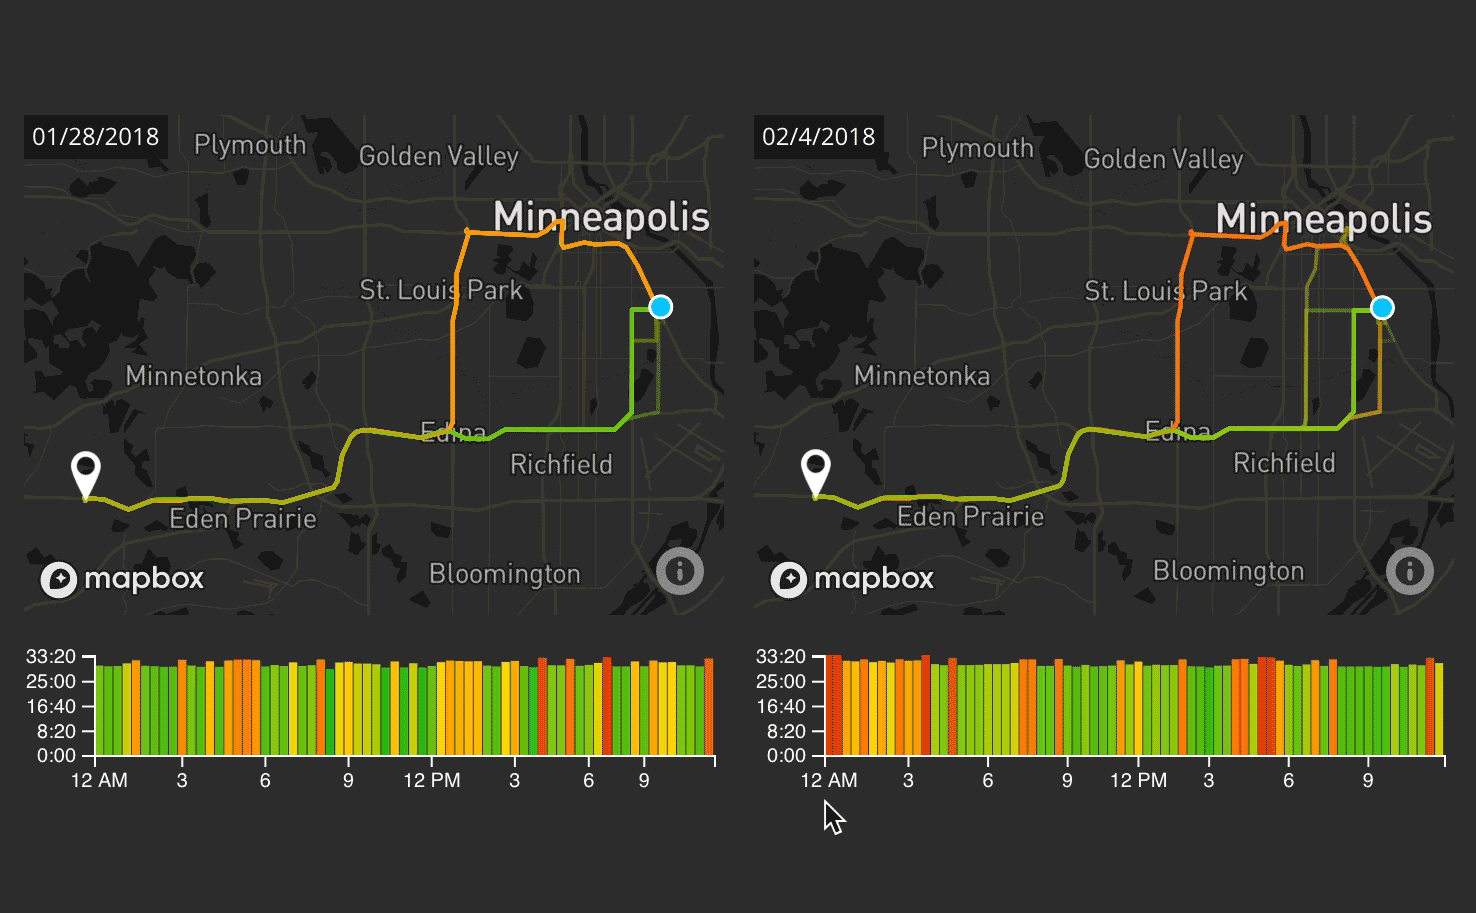 01/28/2018
Plymouth
Golden Valley
Minneapolis
St. Louis Park
Minnetonka
Edina
Richfield
Eden Prairie
Bloomington
mapbox
i
33:20
25:00
16:40
8:20
0:00
12 AM 3 6 9 12 PM 3 6 9
02/4/2018
Plymouth
Golden Valley
Minneapolis
St. Louis Park
Minnetonka
Edina
Richfield
Eden Prairie
Bloomington
mapbox
i
33:20
25:00
16:40
8:20
0:00
12 AM 3 6 9 12 PM 3 6 9